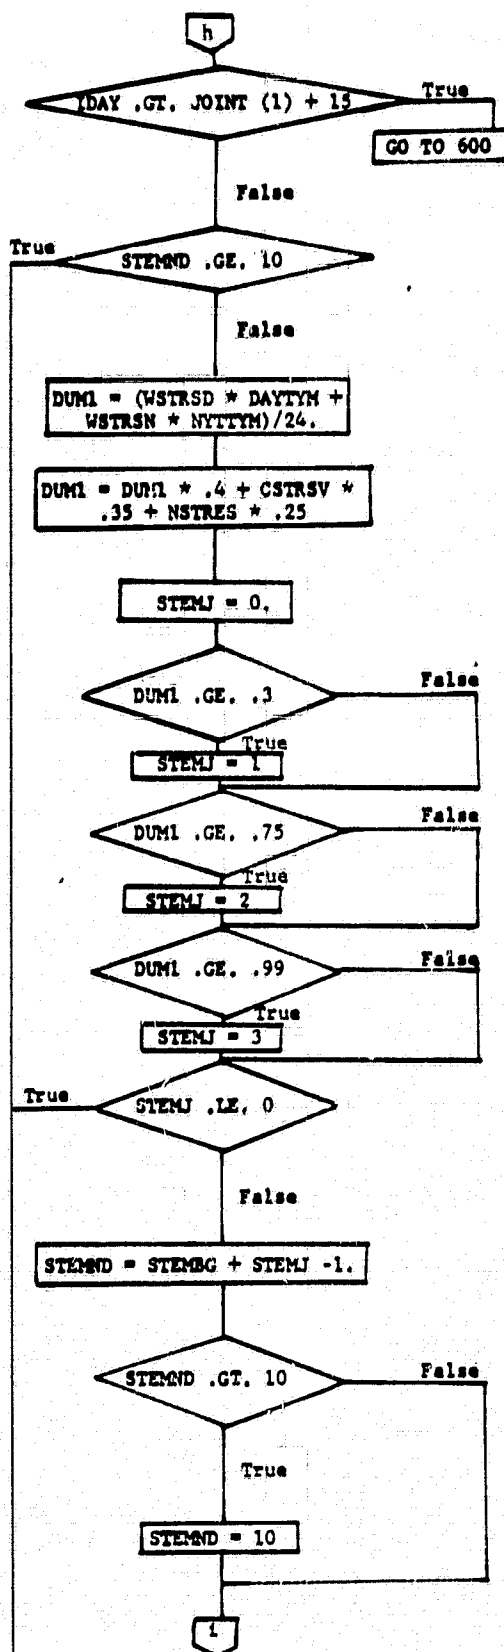 h
IDAY .GT. JOINT (1) + 15
True
GO TO 600
False
True
STEMND .GE. 10
False
DUM1 = (WSTRSD * DAYTYM +
WSTRSN * NYTTYM)/24.
DUM1 = DUM1 * .4 + CSTRSV *
.35 + NSTRES * .25
STEMJ = 0.
DUM1 .GE. .3
False
True
STEMJ = 1
DUM1 .GE. .75
False
True
STEMJ = 2
DUM1 .GE. .99
False
True
STEMJ = 3
True
STEMJ .LE. 0
False
STEMND = STEMBG + STEMJ -1.
STEMND .GT. 10
False
True
STEMND = 10
i